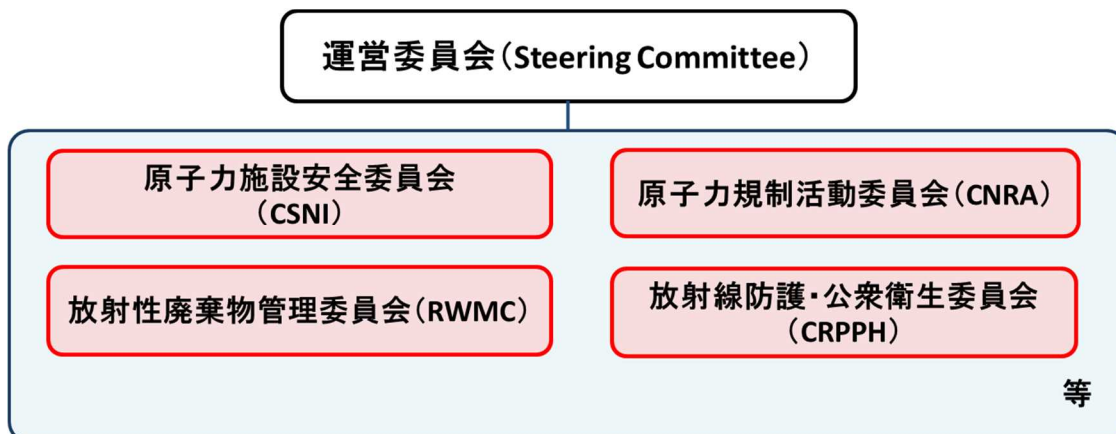 運営委員会(Steering Committee)
原子力施設安全委員会
(CSNI)
原子力規制活動委員会(CNRA)
放射性廃棄物管理委員会(RWMC)
放射線防護・公衆衛生委員会
(CRPPH)
等